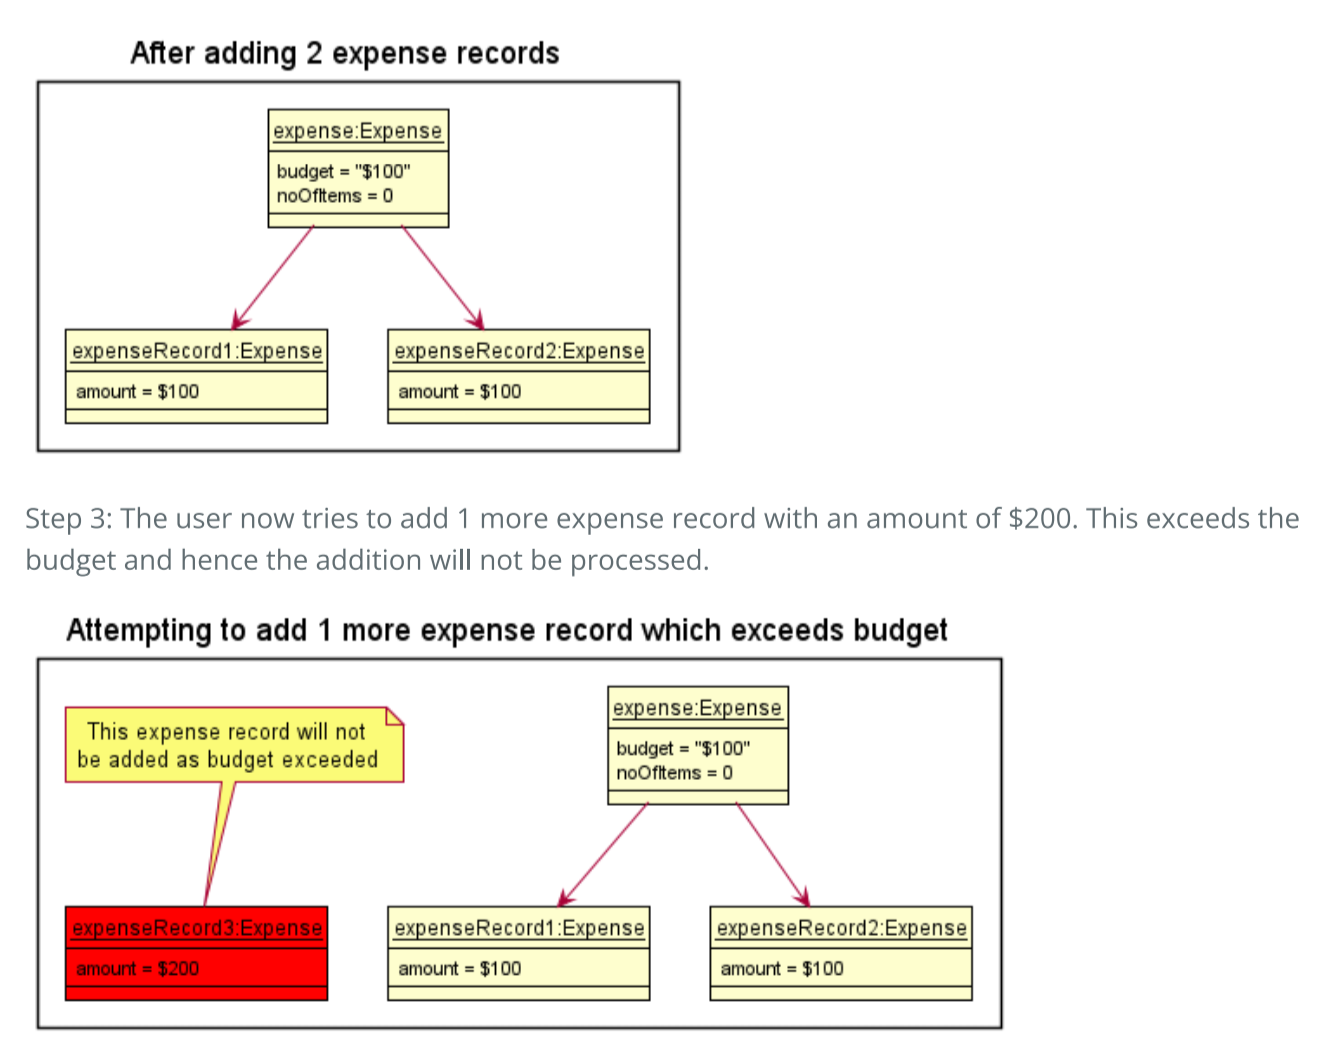 After adding 2 expense records
expense:Expense
budget = "$100"
noOfItems = 0
expenseRecord1:Expense
amount = $100
expenseRecord2:Expense
amount = $100
Step 3: The user now tries to add 1 more expense record with an amount of $200. This exceeds the
budget and hence the addition will not be processed.
Attempting to add 1 more expense record which exceeds budget
This expense record will not
be added as budget exceeded
expense:Expense
budget = "$100"
noOfItems = 0
expenseRecord3:Expense
amount = $200
expenseRecord1:Expense
amount = $100
expenseRecord2:Expense
amount = $100